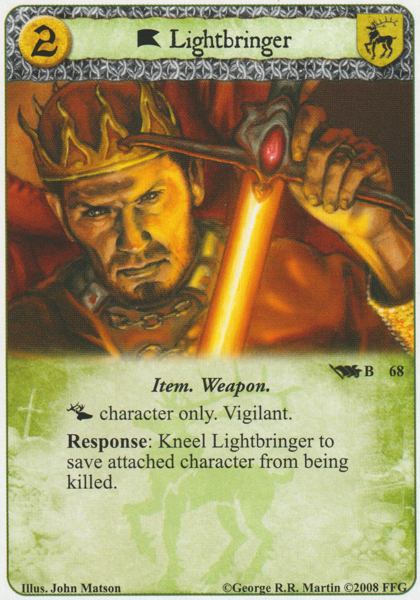 2
Lightbringer
B 68
Item. Weapon.
character only. Vigilant.
Response: Kneel Lightbringer to
save attached character from being
killed.
Illus. John Matson ©George R.R. Martin ©2008 FFG